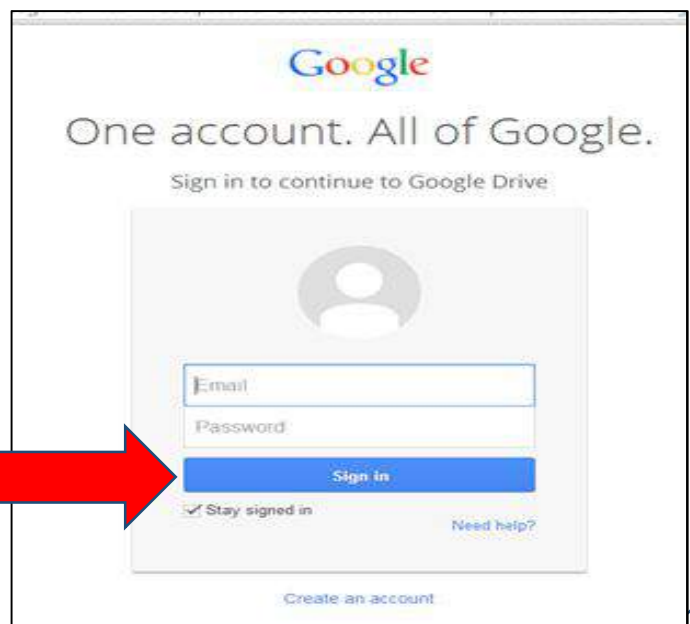 Google
One account. All of Google.
Sign in to continue to Google Drive
Email
Password
Sign in
Stay signed in
Need help?
Create an account